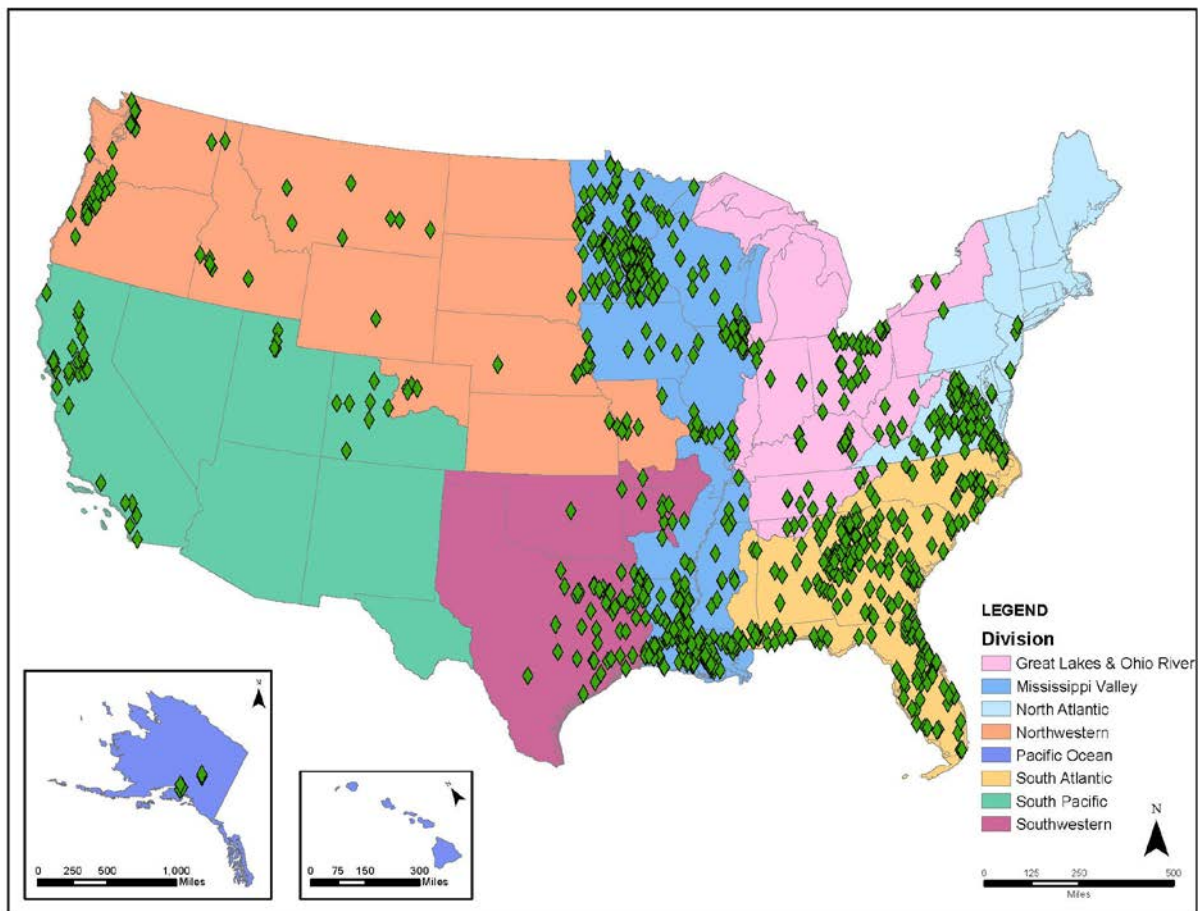 LEGEND
Division
Great Lakes & Ohio River
Mississippi Valley
North Atlantic
Northwestern
Pacific Ocean
South Atlantic
South Pacific
Southwestern
N
0 125 250 500
Miles
N
0 250 500 1,000
Miles
N
0 75 150 300
Miles